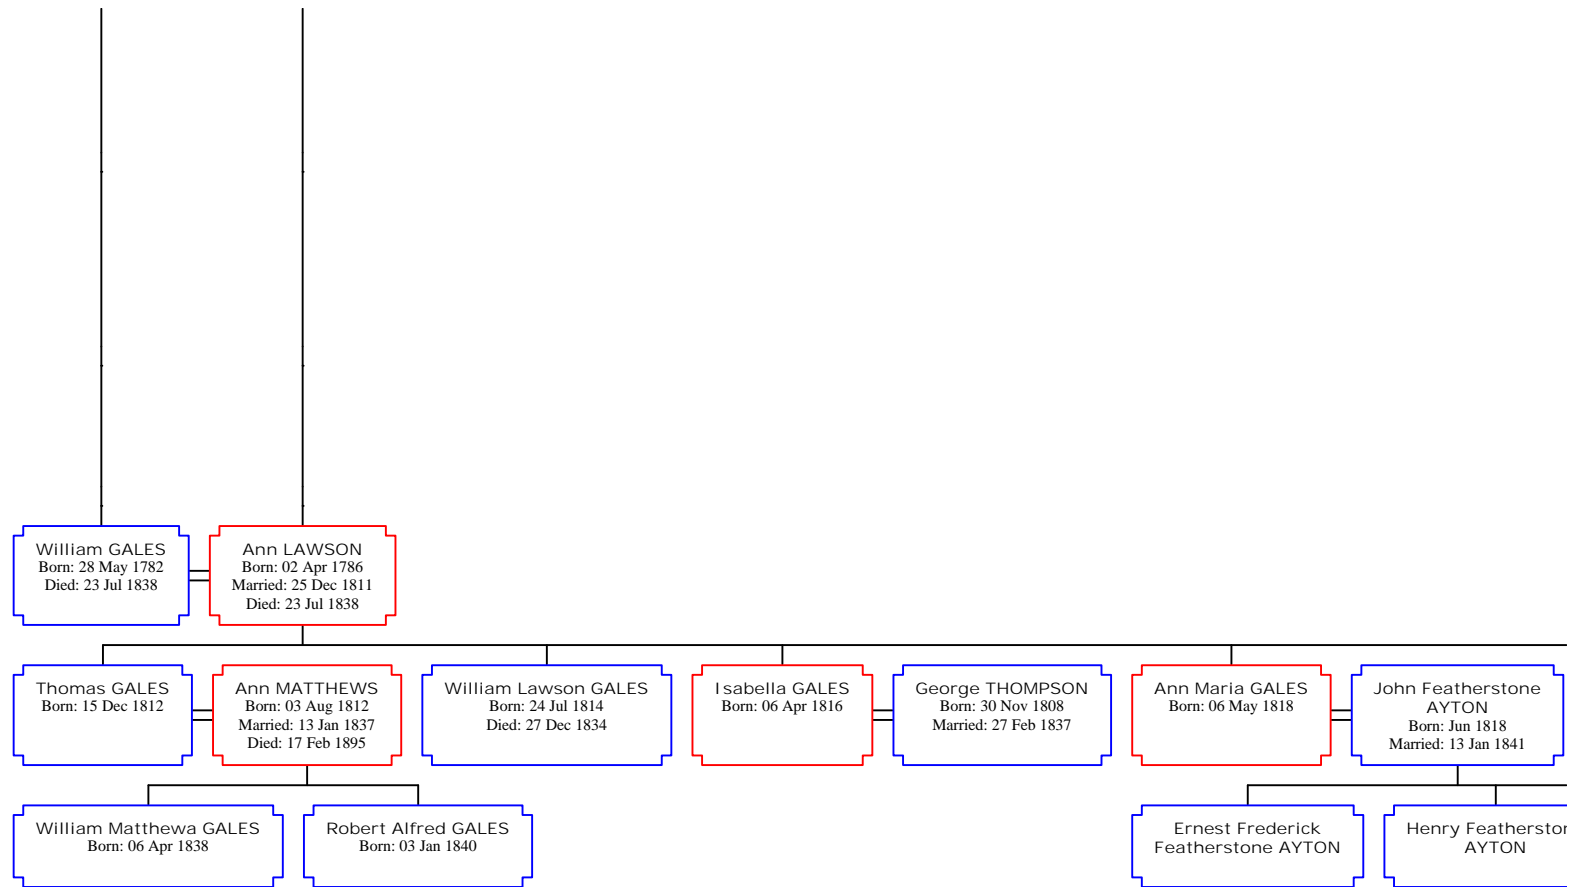 William GALES
Born: 28 May 1782
Died: 23 Jul 1838
Ann LAWSON
Born: 02 Apr 1786
Married: 25 Dec 1811
Died: 23 Jul 1838
Thomas GALES
Born: 15 Dec 1812
Ann MATTHEWS
Born: 03 Aug 1812
Married: 13 Jan 1837
Died: 17 Feb 1895
William Lawson GALES
Born: 24 Jul 1814
Died: 27 Dec 1834
Isabella GALES
Born: 06 Apr 1816
George THOMPSON
Born: 30 Nov 1808
Married: 27 Feb 1837
Ann Maria GALES
Born: 06 May 1818
John Featherstone
AYTON
Born: Jun 1818
Married: 13 Jan 1841
William Matthewa GALES
Born: 06 Apr 1838
Robert Alfred GALES
Born: 03 Jan 1840
Ernest Frederick
Featherstone AYTON
Henry
AYTON